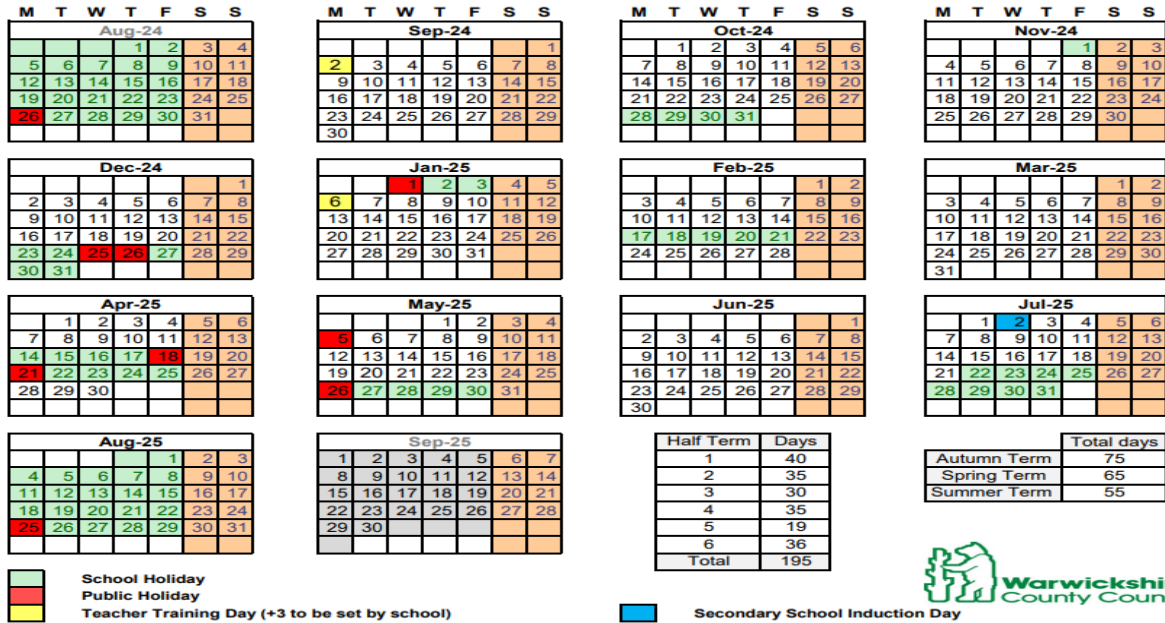 M T W T F S S M T W T F S S M T W T F S S M T W T F S S
Aug-24 Sep-24 Oct-24 Nov-24
1 2 3 4 1 1 2 3 4 5 6 1 2 3
5 6 7 8 9 10 11 2 3 4 5 6 7 8 7 8 9 10 11 12 13 4 5 6 7 8 9 10
12 13 14 15 16 17 18 9 10 11 12 13 14 15 14 15 16 17 18 19 20 11 12 13 14 15 16 17
19 20 21 22 23 24 25 16 17 18 19 20 21 22 21 22 23 24 25 26 27 18 19 20 21 22 23 24
26 27 28 29 30 31 23 24 25 26 27 28 29 28 29 30 31 25 26 27 28 29 30
30
Dec-24 Jan-25 Feb-25 Mar-25
1 1 2 3 4 5 1 2 1 2
2 3 4 5 6 7 8 6 7 8 9 10 11 12 3 4 5 6 7 8 9 3 4 5 6 7 8 9
9 10 11 12 13 14 15 13 14 15 16 17 18 19 10 11 12 13 14 15 16 10 11 12 13 14 15 16
16 17 18 19 20 21 22 20 21 22 23 24 25 26 17 18 19 20 21 22 23 17 18 19 20 21 22 23
23 24 25 26 27 28 29 27 28 29 30 31 24 25 26 27 28 24 25 26 27 28 29 30
30 31 31
Apr-25 May-25 Jun-25 Jul-25
1 2 3 4 5 6 1 2 3 4 1 1 2 3 4 5 6
7 8 9 10 11 12 13 5 6 7 8 9 10 11 2 3 4 5 6 7 8 7 8 9 10 11 12 13
14 15 16 17 18 19 20 12 13 14 15 16 17 18 9 10 11 12 13 14 15 14 15 16 17 18 19 20
21 22 23 24 25 26 27 19 20 21 22 23 24 25 16 17 18 19 20 21 22 21 22 23 24 25 26 27
28 29 30 26 27 28 29 30 31 23 24 25 26 27 28 29 28 29 30 31
30
Aug-25 Sep-25 Half Term Days Total days
1 2 3 1 2 3 4 5 6 7 1 40 Autumn Term 75
4 5 6 7 8 9 10 8 9 10 11 12 13 14 2 35 Spring Term 65
11 12 13 14 15 16 17 15 16 17 18 19 20 21 3 30 Summer Term 55
18 19 20 21 22 23 24 22 23 24 25 26 27 28 4 35
25 26 27 28 29 30 31 29 30 5 19
6 36
Total 195
School Holiday
Public Holiday
Teacher Training Day (+3 to be set by school) Secondary School Induction Day
Warwickshi
County Coun